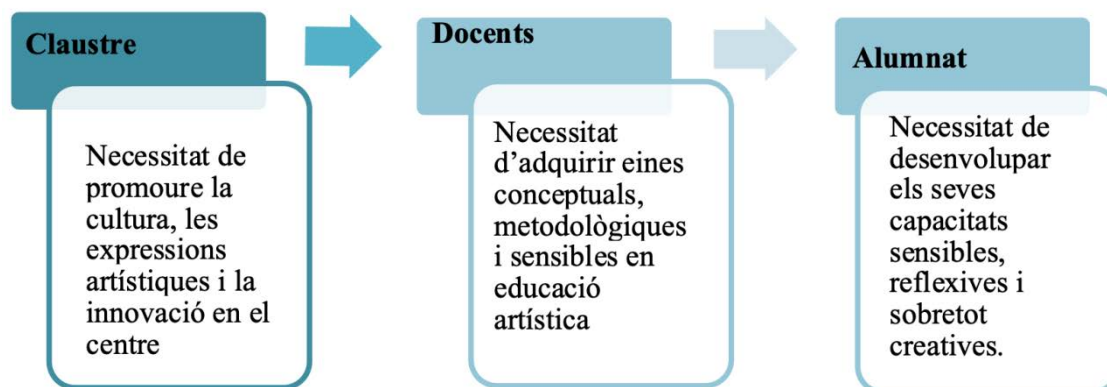 Claustre
Necessitat de
promoure la
cultura, les
expressions
artístiques i la
innovació en el
centre
Docents
Necessitat
d’adquirir eines
conceptuals,
metodològiques
i sensibles en
educació
artística
Alumnat
Necessitat de
desenvolupar
els seves
capacitats
sensibles,
reflexives i
sobretot
creatives.